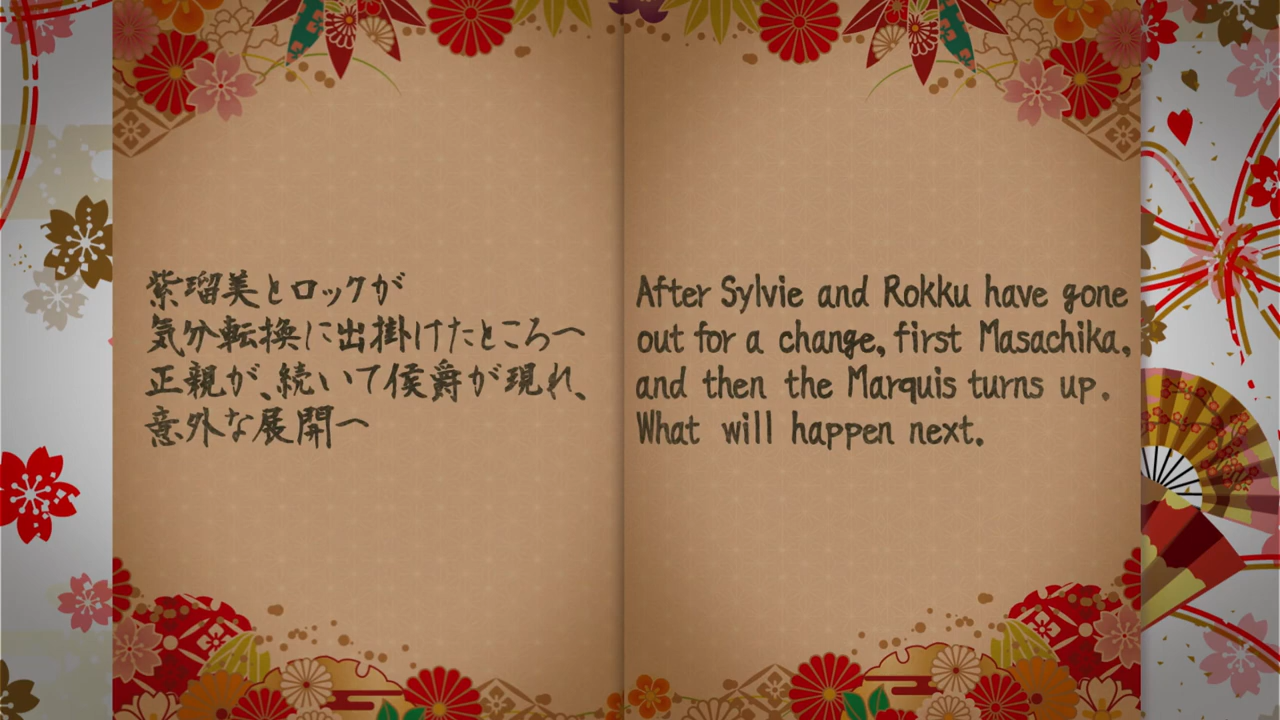 紫瑠美とロックが
気分転換に出掛けたところへ
正親が、続いて侯爵が現れ、
意外な展開へ
After Sylvie and Rokku have gone
out for a change, first Masachika,
and then the Marquis turns up.
What will happen next.